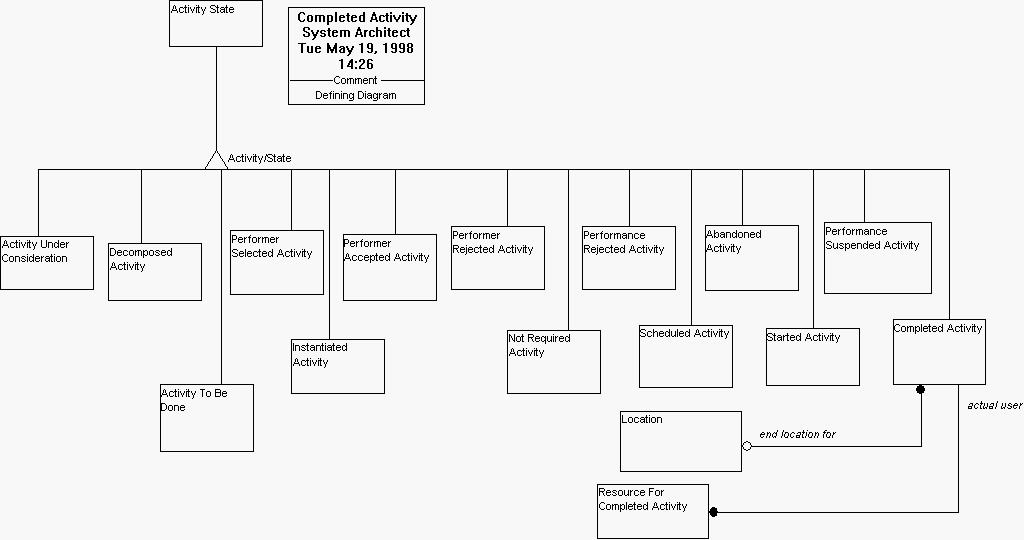 Activity State
Completed Activity
System Architect
Tue May 19, 1998
14:26
Comment
Defining Diagram
Activity/State
Activity Under
Consideration
Decomposed
Activity
Performer
Selected Activity
Performer
Accepted Activity
Performer
Rejected Activity
Performance
Rejected Activity
Abandoned
Activity
Performance
Suspended Activity
Instantiated
Activity
Not Required
Activity
Scheduled Activity
Started Activity
Completed Activity
Activity To Be
Done
actual user
Location
end location for
Resource For
Completed Activity